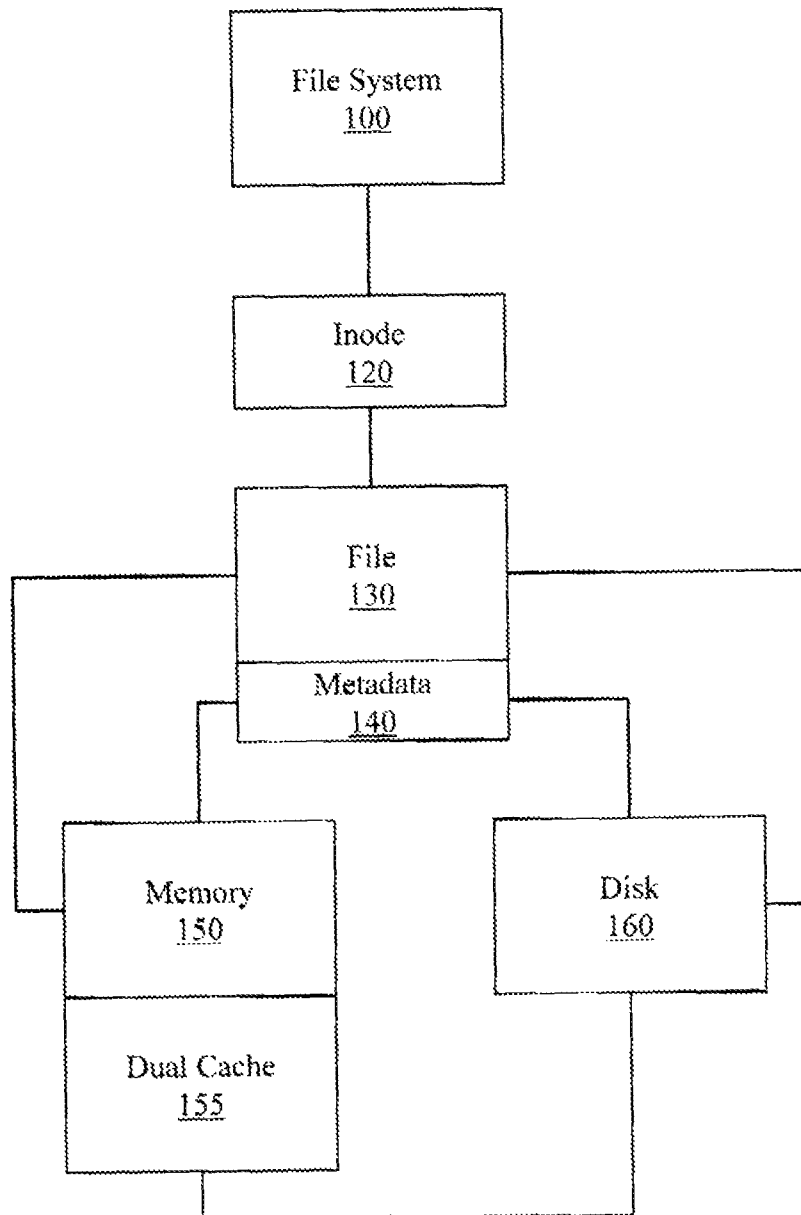 File System
100
Inode
120
File
130
Metadata
140
Memory
150
Disk
160
Dual Cache
155